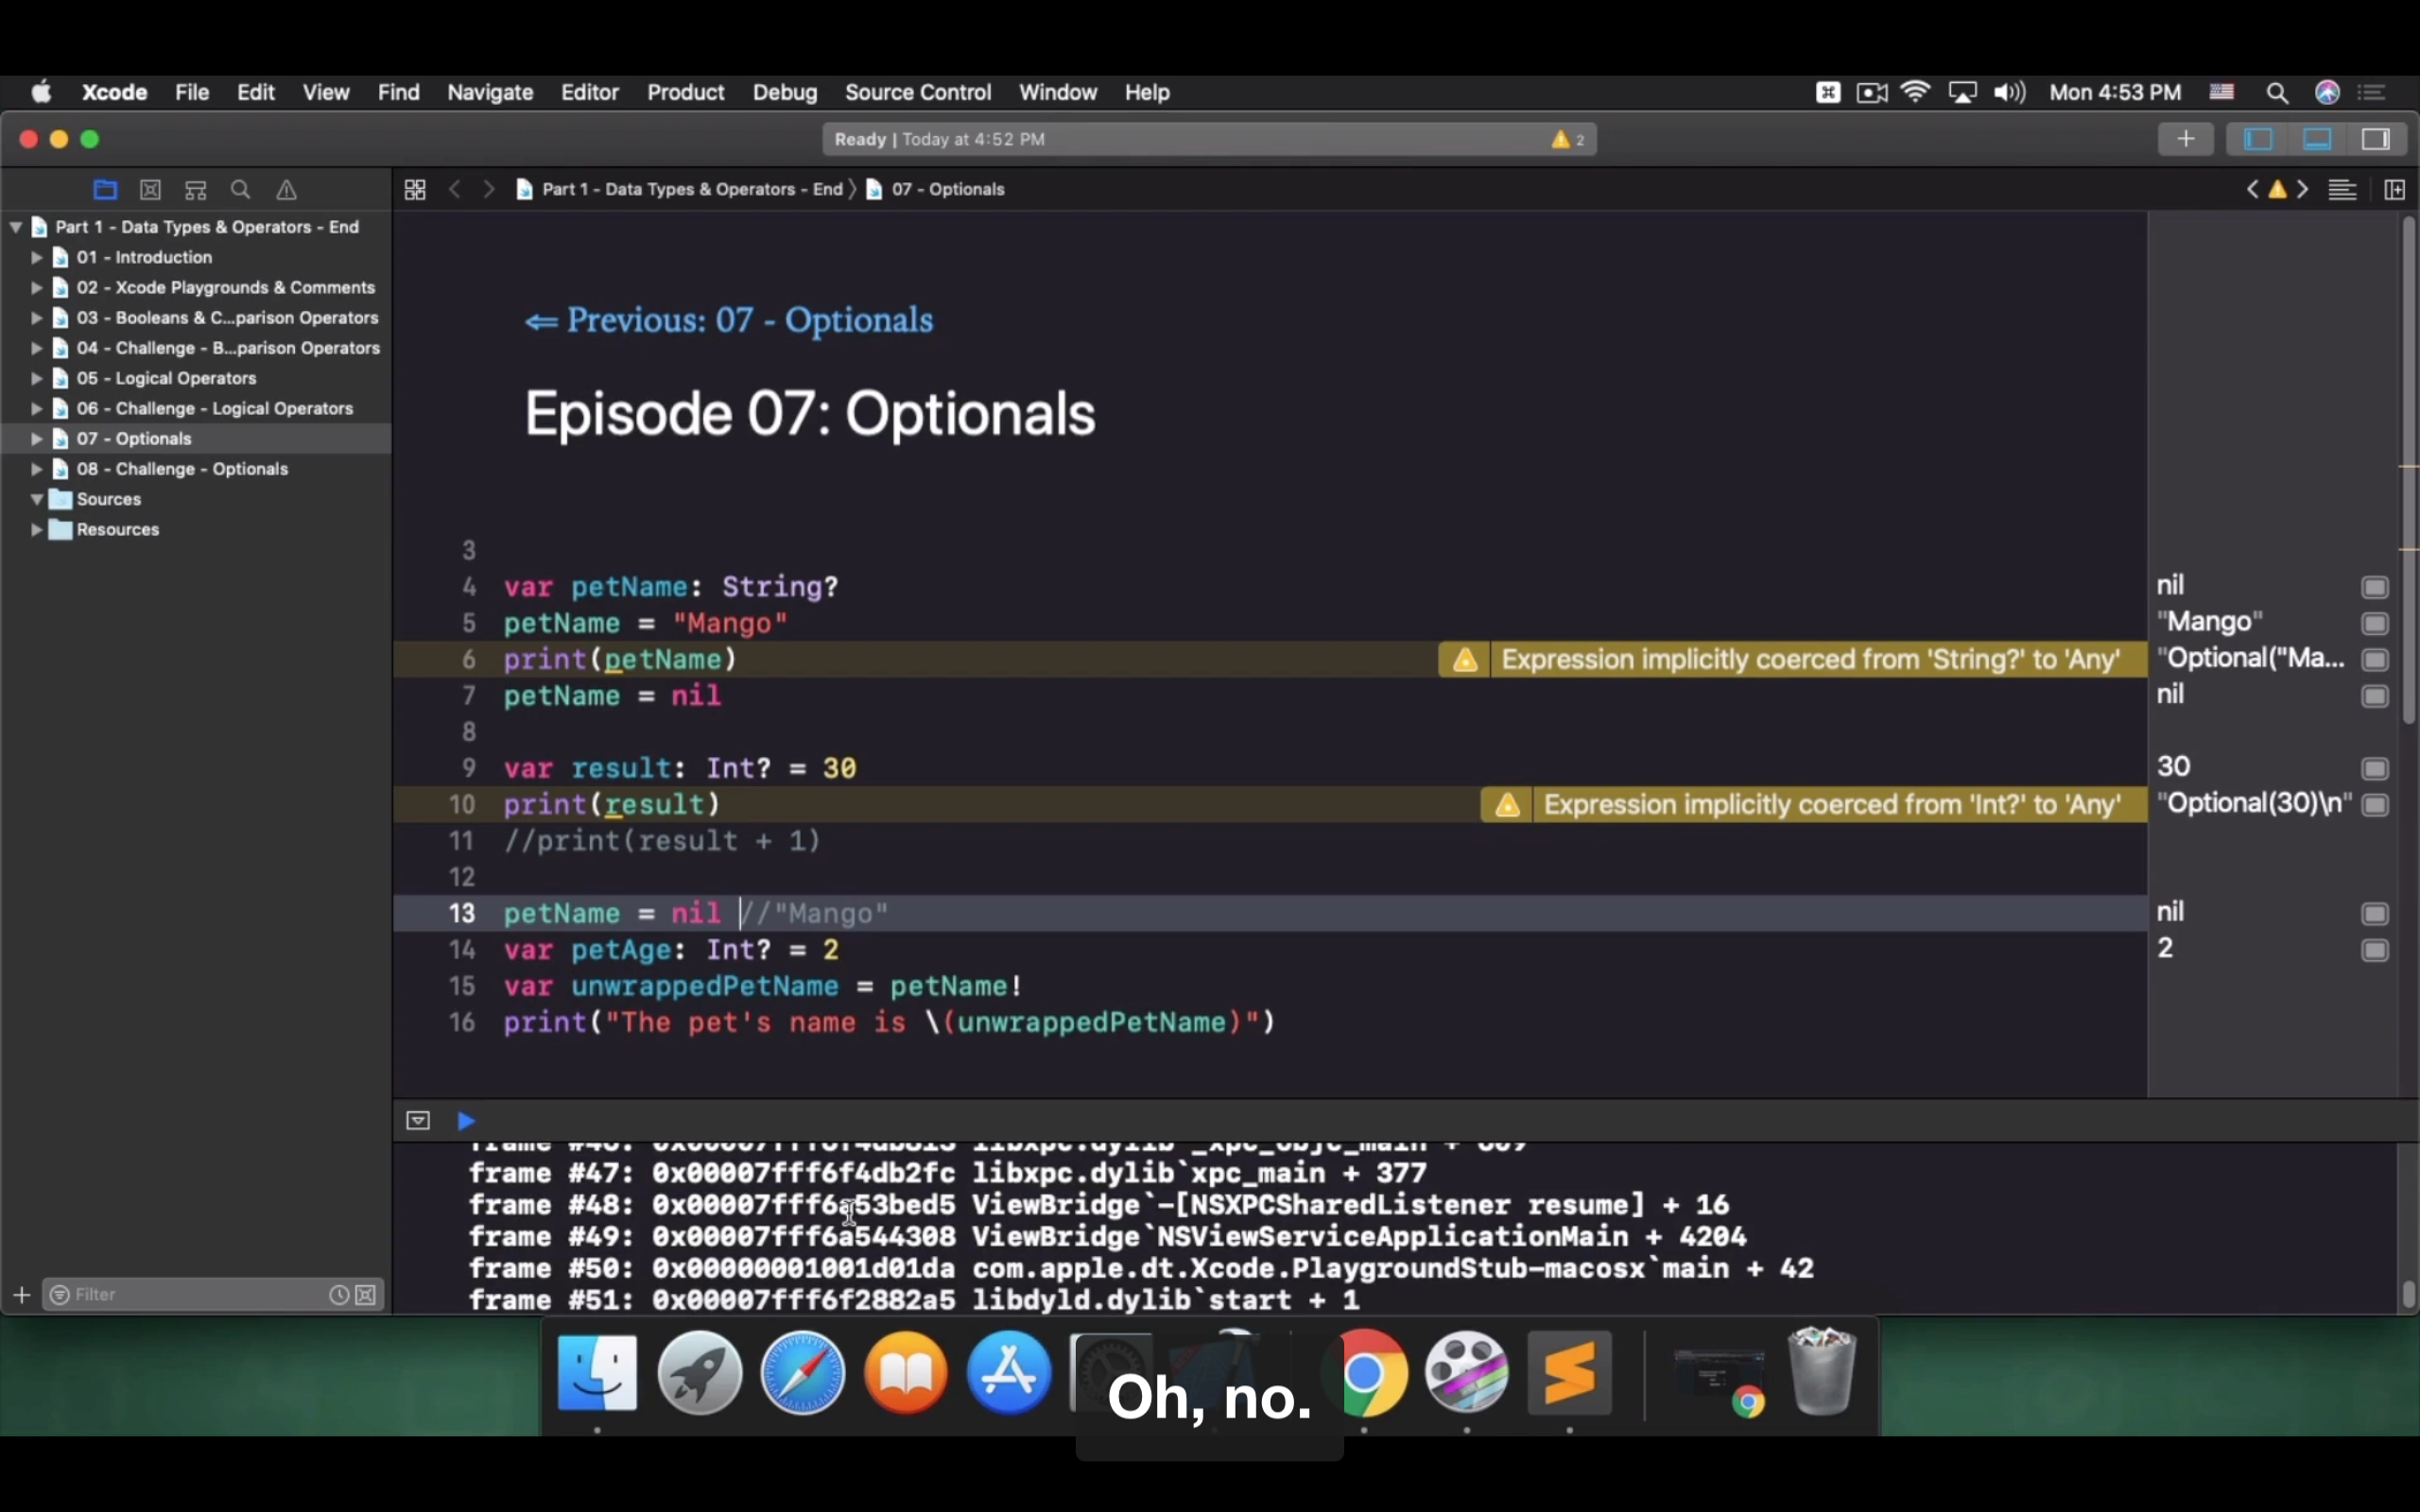 Xcode File Edit View Find Navigate Editor Product Debug Source Control Window Help Mon 4:53 PM
Ready | Today at 4:52 PM 2
Part 1 - Data Types & Operators - End 07 - Optionals
Part 1 - Data Types & Operators - End
01 - Introduction
02 - Xcode Playgrounds & Comments
03 - Booleans & C...parison Operators
04 - Challenge - B...parison Operators
05 - Logical Operators
06 - Challenge - Logical Operators
07 - Optionals
08 - Challenge - Optionals
Sources
Resources
Filter
⇐ Previous: 07 - Optionals
Episode 07: Optionals
3
4 var petName: String? nil
5 petName = "Mango" "Mango"
6 print(petName) Expression implicitly coerced from 'String?' to 'Any' "Optional("Ma...
7 petName = nil nil
8
9 var result: Int? = 30 30
10 print(result) Expression implicitly coerced from 'Int?' to 'Any' "Optional(30)\n"
11 //print(result + 1)
12
13 petName = nil //"Mango" nil
14 var petAge: Int? = 2 2
15 var unwrappedPetName = petName!
16 print("The pet's name is \(unwrappedPetName)")
frame #47: 0x00007fff6f4db2fc libxpc.dylib`xpc_main + 377
frame #48: 0x00007fff6a53bed5 ViewBridge`-[NSXPCSharedListener resume] + 16
frame #49: 0x00007fff6a544308 ViewBridge`NSViewServiceApplicationMain + 4204
frame #50: 0x00000001001d01da com.apple.dt.Xcode.PlaygroundStub-macosx`main + 42
frame #51: 0x00007fff6f2882a5 libdyld.dylib`start + 1
Oh, no.